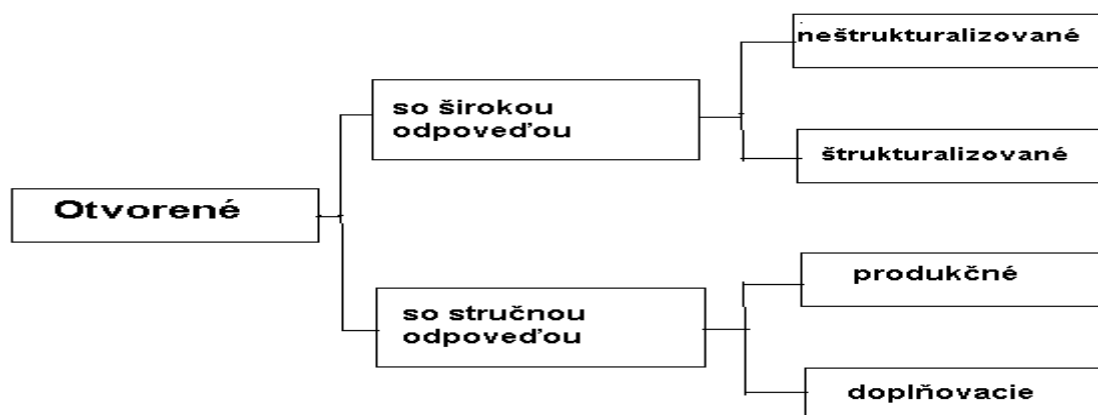 neštrukturalizované
so širokou
odpoveďou
štrukturalizované
Otvorené
produkčné
so stručnou
odpoveďou
doplňovacie